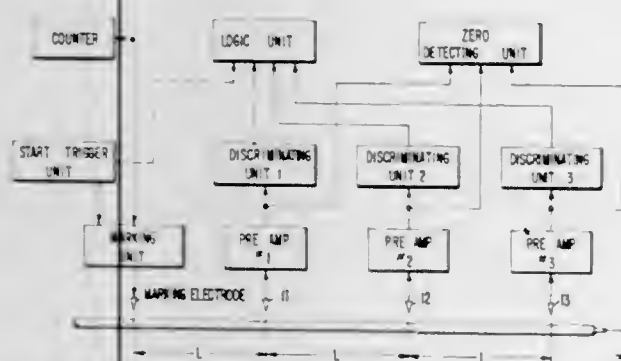 COUNTER
LOGIC UNIT
ZERO
DETECTING UNIT
START TRIGGER
UNIT
DISCRIMINATING
UNIT 1
DISCRIMINATING
UNIT 2
DISCRIMINATING
UNIT 3
MARKING
UNIT
PRE AMP
#1
PRE AMP
#2
PRE AMP
#3
MARKING ELECTRODE
I1
I2
I3
L
L
L